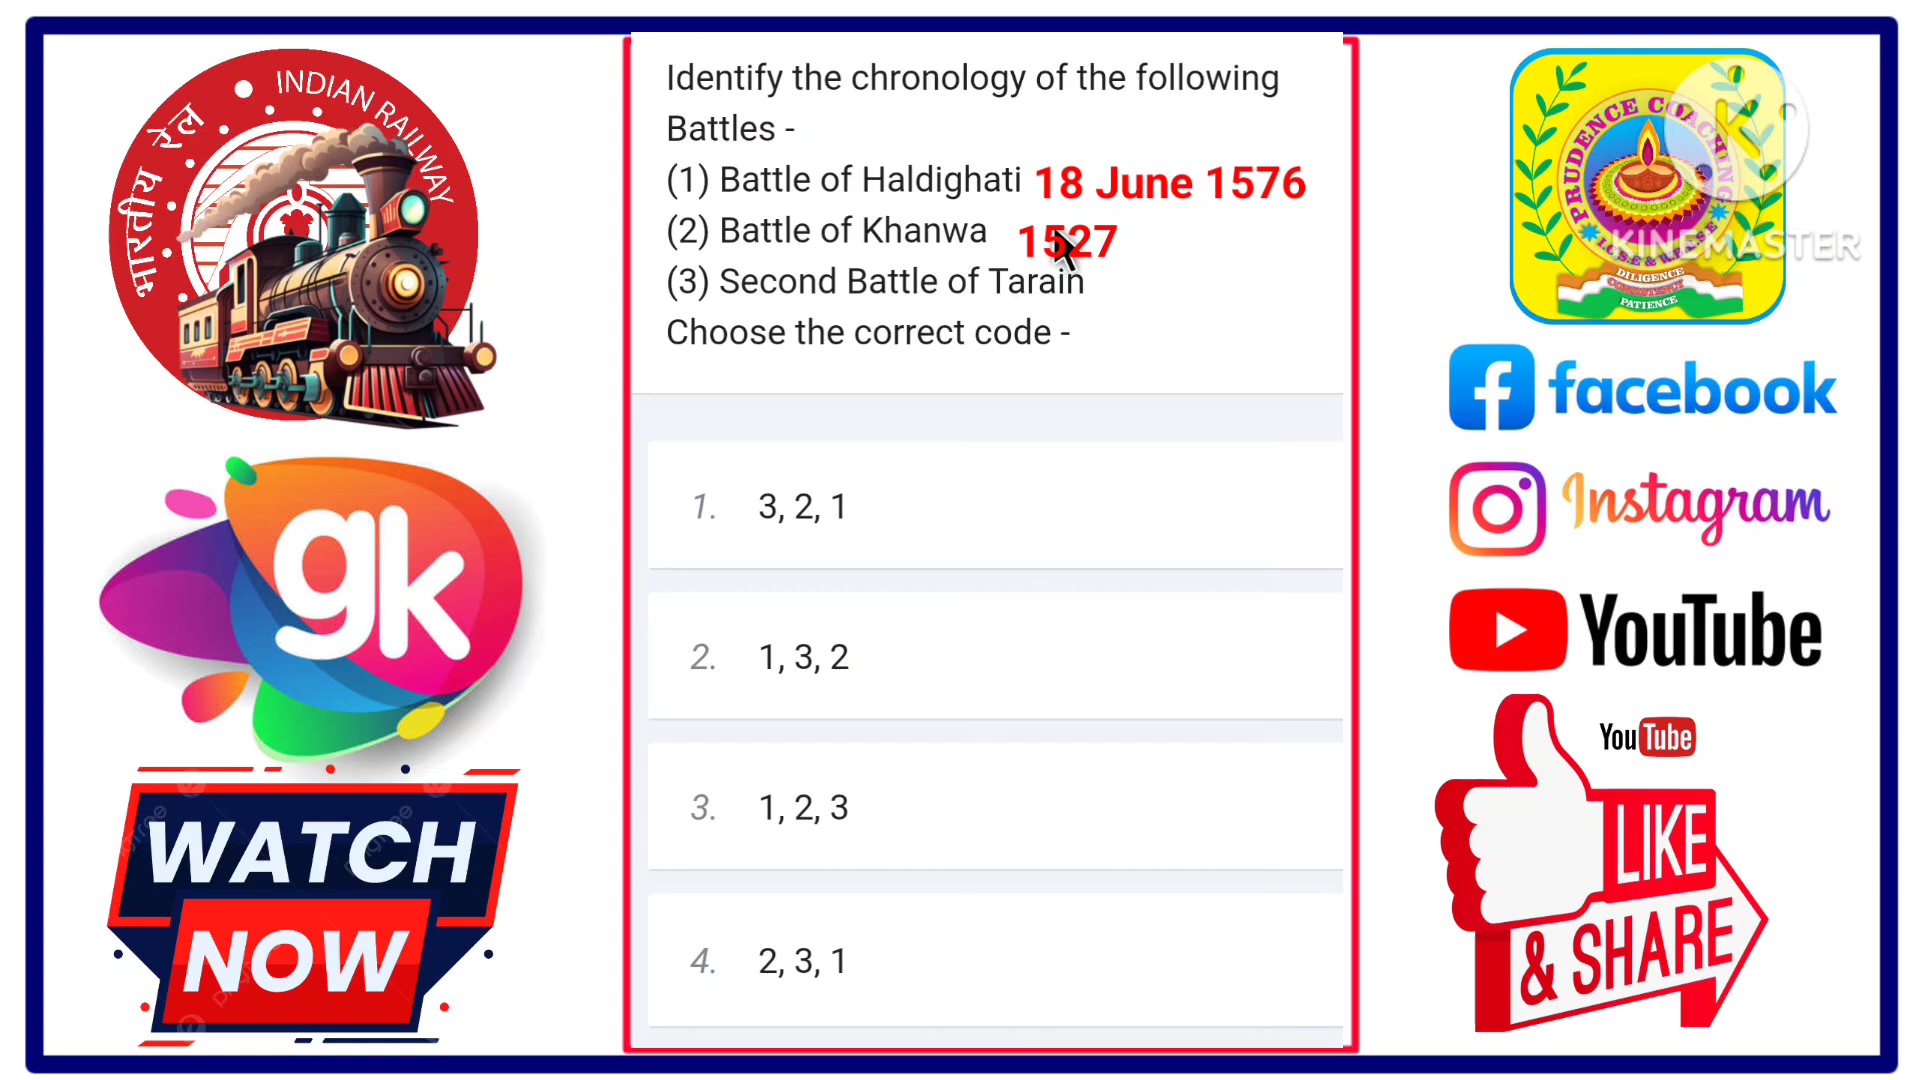 भारतीय रेल
INDIAN RAILWAY
gk
WATCH
NOW
Identify the chronology of the following
Battles -
(1) Battle of Haldighati 18 June 1576
(2) Battle of Khanwa 1527
(3) Second Battle of Tarain
Choose the correct code -
1. 3, 2, 1
2. 1, 3, 2
3. 1, 2, 3
4. 2, 3, 1
PRUDENCE COACHING
KINEMASTER
DILIGENCE
CONSISTENCY
PATIENCE
facebook
Instagram
YouTube
YouTube
LIKE
& SHARE